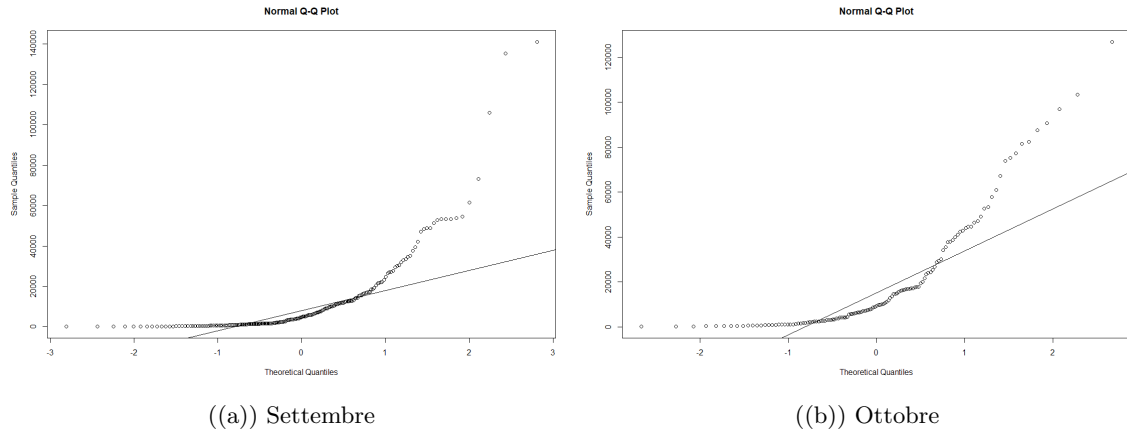 Normal Q-Q Plot
Sample Quantiles
0 20000 40000 60000 80000 100000 120000 140000
-3 -2 -1 0 1 2 3
Theoretical Quantiles
((a)) Settembre
Normal Q-Q Plot
Sample Quantiles
0 20000 40000 60000 80000 100000 120000
-2 -1 0 1 2
Theoretical Quantiles
((b)) Ottobre